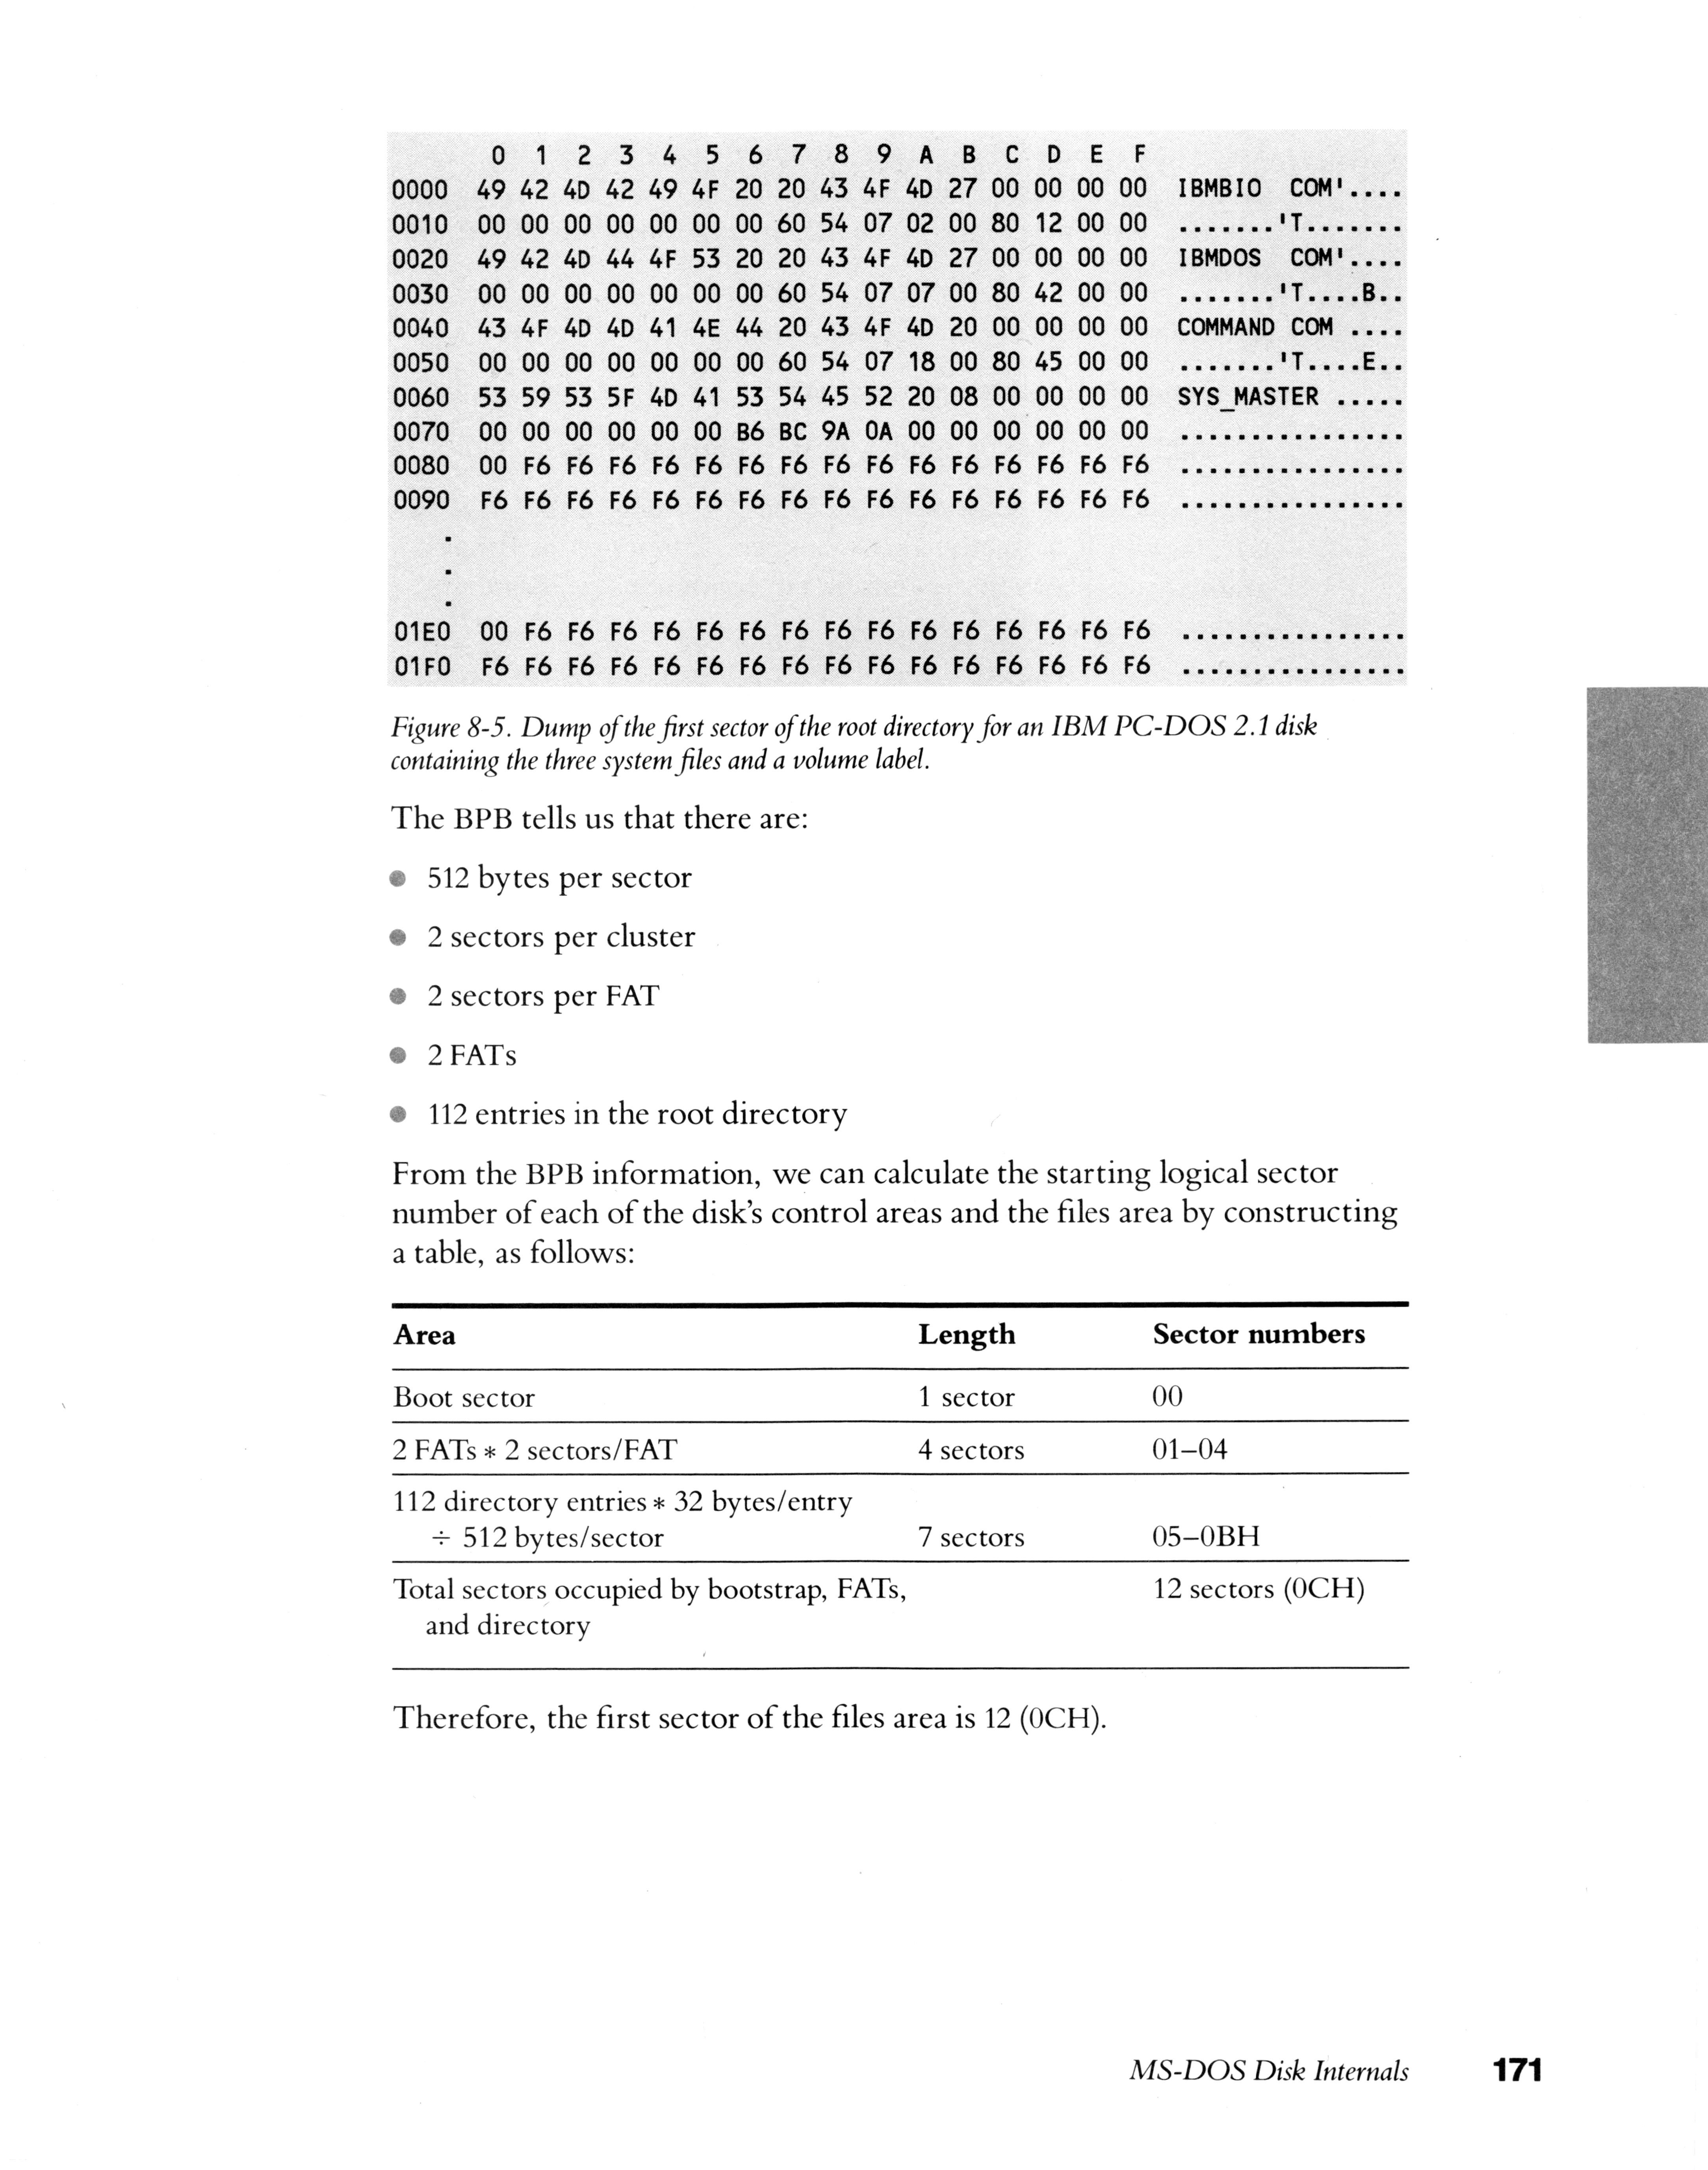 0 1 2 3 4 5 6 7 8 9 A B C D E F
0000 49 42 4D 42 49 4F 20 20 43 4F 4D 27 00 00 00 00 IBMBIO  COM'....
0010 00 00 00 00 00 00 00 60 54 07 02 00 80 12 00 00 .......'T.......
0020 49 42 4D 44 4F 53 20 20 43 4F 4D 27 00 00 00 00 IBMDOS  COM'....
0030 00 00 00 00 00 00 00 60 54 07 07 00 80 42 00 00 .......'T....B..
0040 43 4F 4D 4D 41 4E 44 20 43 4F 4D 20 00 00 00 00 COMMAND COM ....
0050 00 00 00 00 00 00 00 60 54 07 18 00 80 45 00 00 .......'T....E..
0060 53 59 53 5F 4D 41 53 54 45 52 20 08 00 00 00 00 SYS_MASTER .....
0070 00 00 00 00 00 00 B6 BC 9A 0A 00 00 00 00 00 00 ................
0080 00 F6 F6 F6 F6 F6 F6 F6 F6 F6 F6 F6 F6 F6 F6 F6 ................
0090 F6 F6 F6 F6 F6 F6 F6 F6 F6 F6 F6 F6 F6 F6 F6 F6 ................
.
.
.
01E0 00 F6 F6 F6 F6 F6 F6 F6 F6 F6 F6 F6 F6 F6 F6 F6 ................
01F0 F6 F6 F6 F6 F6 F6 F6 F6 F6 F6 F6 F6 F6 F6 F6 F6 ................
Figure 8-5. Dump of the first sector of the root directory for an IBM PC-DOS 2.1 disk
containing the three system files and a volume label.
The BPB tells us that there are:
● 512 bytes per sector
● 2 sectors per cluster
● 2 sectors per FAT
● 2 FATs
● 112 entries in the root directory
From the BPB information, we can calculate the starting logical sector
number of each of the disk's control areas and the files area by constructing
a table, as follows:
Area Length Sector numbers
Boot sector 1 sector 00
2 FATs * 2 sectors/FAT 4 sectors 01–04
112 directory entries * 32 bytes/entry
÷ 512 bytes/sector 7 sectors 05–0BH
Total sectors occupied by bootstrap, FATs, 12 sectors (0CH)
and directory
Therefore, the first sector of the files area is 12 (0CH).
MS-DOS Disk Internals 171